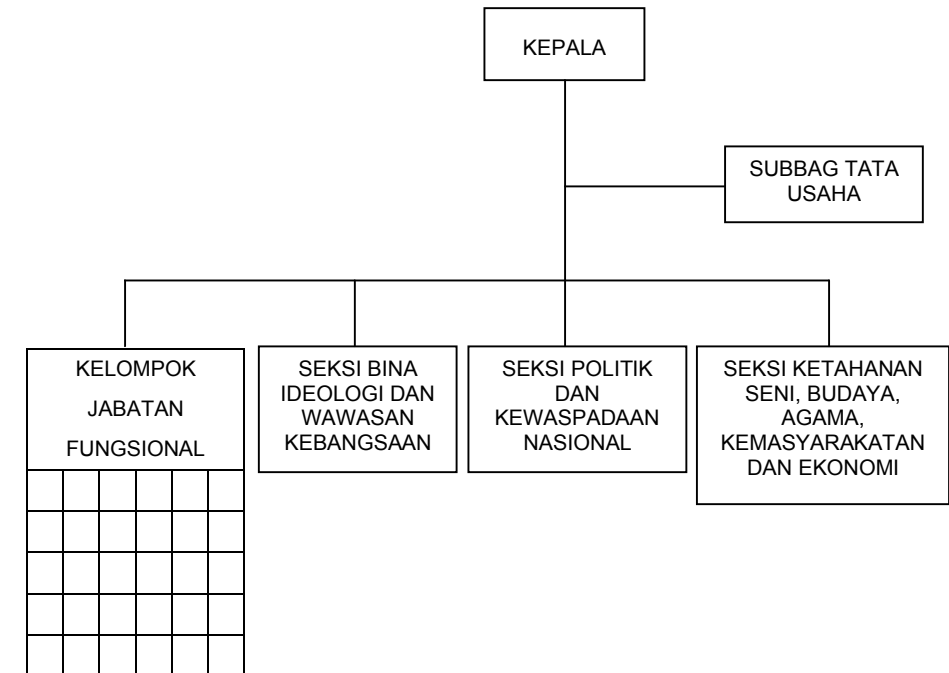 KEPALA
SUBBAG TATA
USAHA
KELOMPOK
JABATAN
FUNGSIONAL
SEKSI BINA
IDEOLOGI DAN
WAWASAN
KEBANGSAAN
SEKSI POLITIK
DAN
KEWASPADAAN
NASIONAL
SEKSI KETAHANAN
SENI, BUDAYA,
AGAMA,
KEMASYARAKATAN
DAN EKONOMI